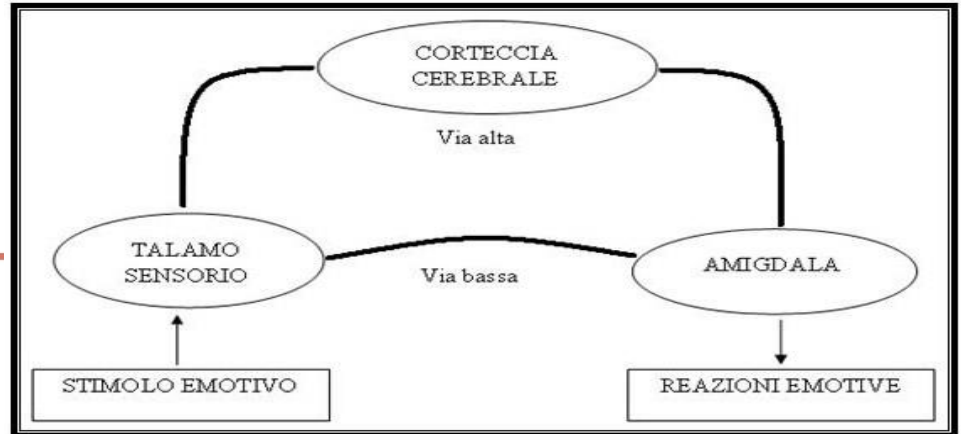 CORTECCIA
CEREBRALE
Via alta
TALAMO
SENSORIO
Via bassa
AMIGDALA
STIMOLO EMOTIVO
REAZIONI EMOTIVE